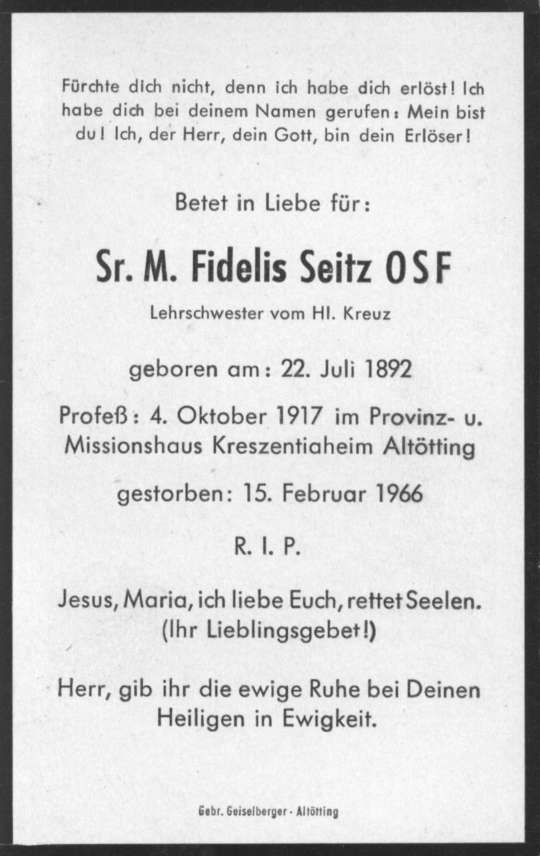 Fürchte dich nicht, denn ich habe dich erlöst! Ich
habe dich bei deinem Namen gerufen: Mein bist
du! Ich, der Herr, dein Gott, bin dein Erlöser!
Betet in Liebe für:
Sr. M. Fidelis Seitz OSF
Lehrschwester vom Hl. Kreuz
geboren am: 22. Juli 1892
Profeß: 4. Oktober 1917 im Provinz- u.
Missionshaus Kreszentiaheim Altötting
gestorben: 15. Februar 1966
R. I. P.
Jesus, Maria, ich liebe Euch, rettet Seelen.
(Ihr Lieblingsgebet!)
Herr, gib ihr die ewige Ruhe bei Deinen
Heiligen in Ewigkeit.
Gebr. Geiselberger - Altötting